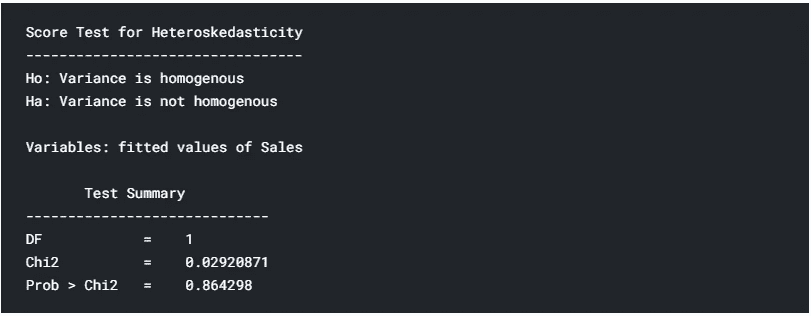 Score Test for Heteroskedasticity
---------------------------------
Ho: Variance is homogenous
Ha: Variance is not homogenous
Variables: fitted values of Sales
Test Summary
-----------------------------
DF = 1
Chi2 = 0.02920871
Prob > Chi2 = 0.864298